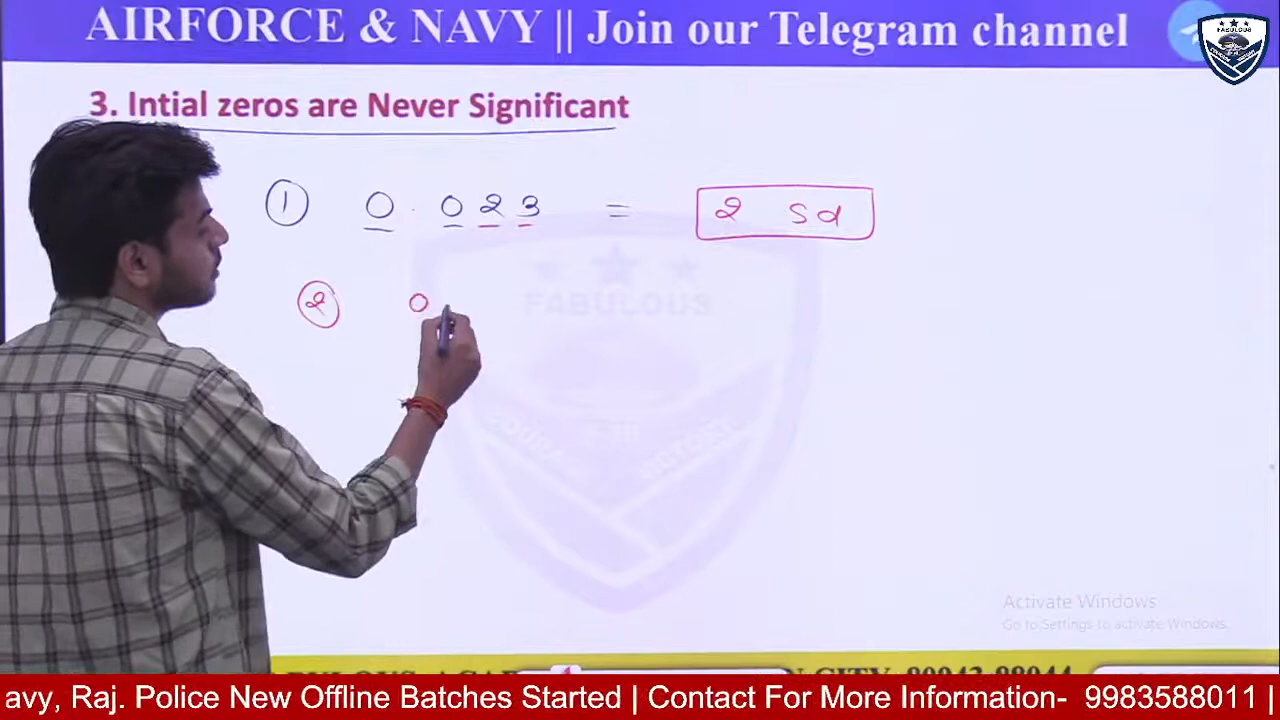 AIRFORCE & NAVY || Join our Telegram channel
FABULOUS
3. Intial zeros are Never Significant
1 0.023 = 2 sd
2 0
FABULOUS
Activate Windows
Go to Settings to activate Windows.
avy, Raj. Police New Offline Batches Started | Contact For More Information- 9983588011 |